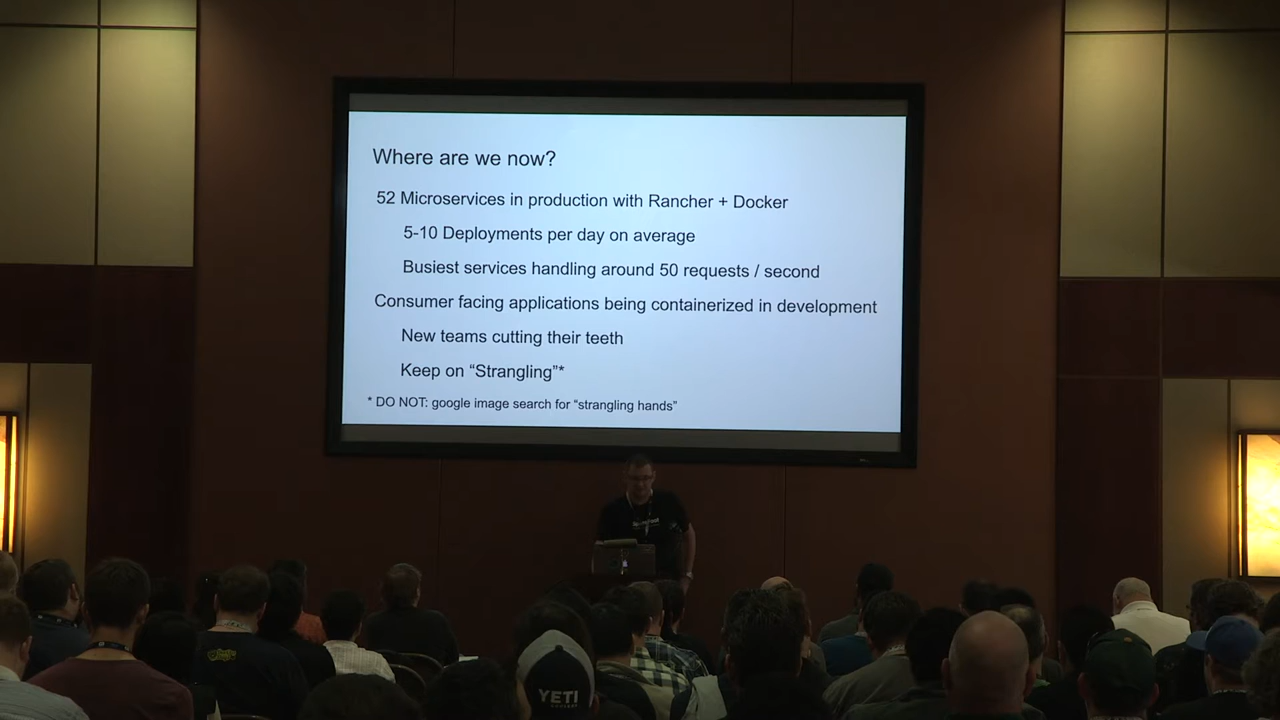 Where are we now?
52 Microservices in production with Rancher + Docker
5-10 Deployments per day on average
Busiest services handling around 50 requests / second
Consumer facing applications being containerized in development
New teams cutting their teeth
Keep on “Strangling”*
* DO NOT: google image search for “strangling hands”
YETI